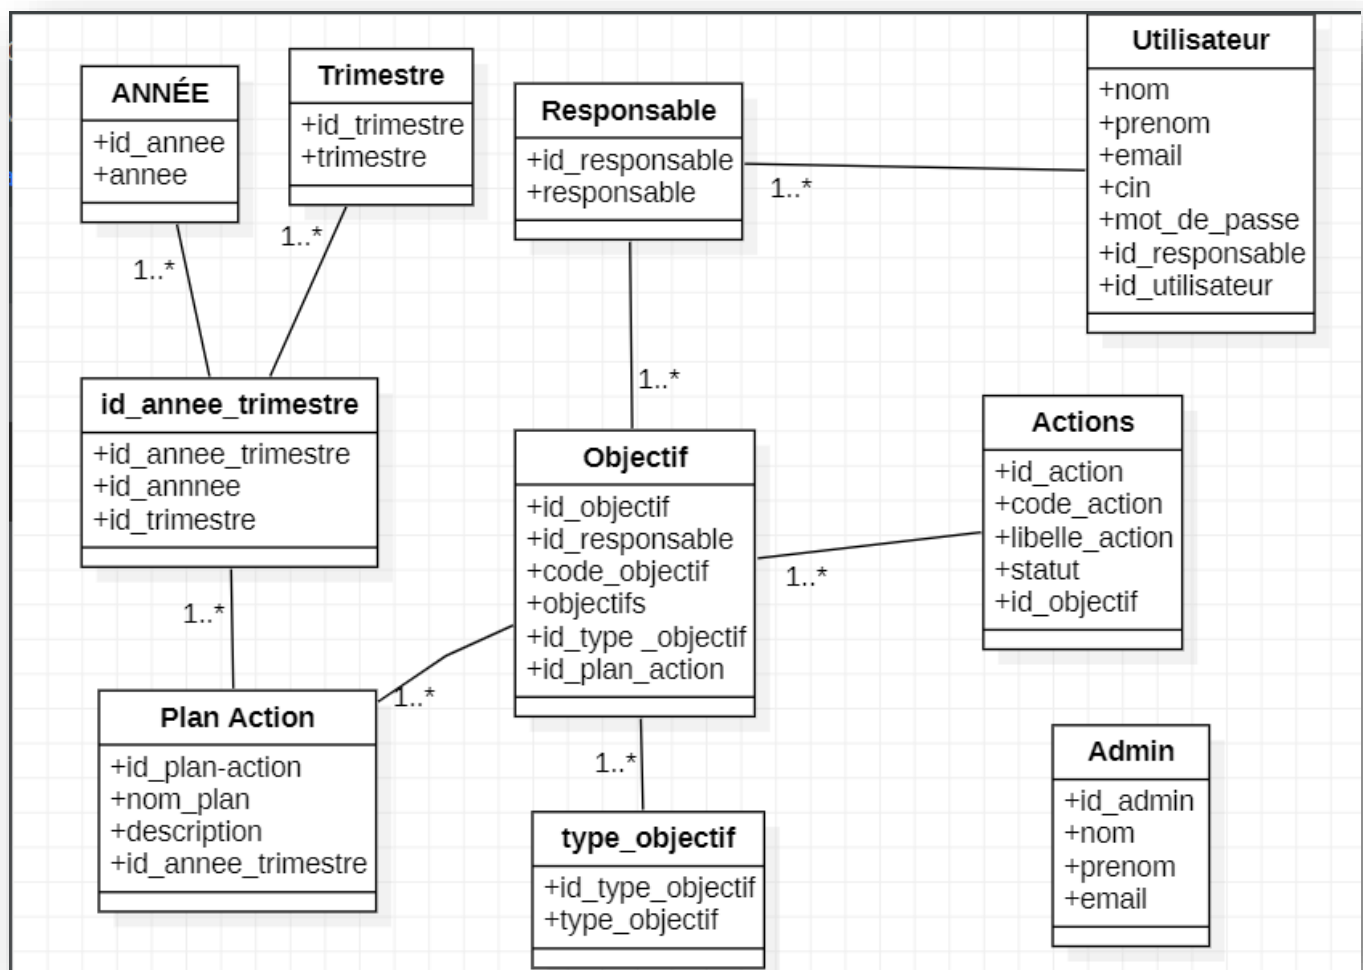 ANNÉE
+id_annee
+annee
1..*
Trimestre
+id_trimestre
+trimestre
1..*
Responsable
+id_responsable
+responsable
1..*
Utilisateur
+nom
+prenom
+email
+cin
+mot_de_passe
+id_responsable
+id_utilisateur
id_annee_trimestre
+id_annee_trimestre
+id_annnee
+id_trimestre
1..*
1..*
Objectif
+id_objectif
+id_responsable
+code_objectif
+objectifs
+id_type _objectif
+id_plan_action
1..*
Actions
+id_action
+code_action
+libelle_action
+statut
+id_objectif
Plan Action
+id_plan-action
+nom_plan
+description
+id_annee_trimestre
1..*
1..*
type_objectif
+id_type_objectif
+type_objectif
Admin
+id_admin
+nom
+prenom
+email